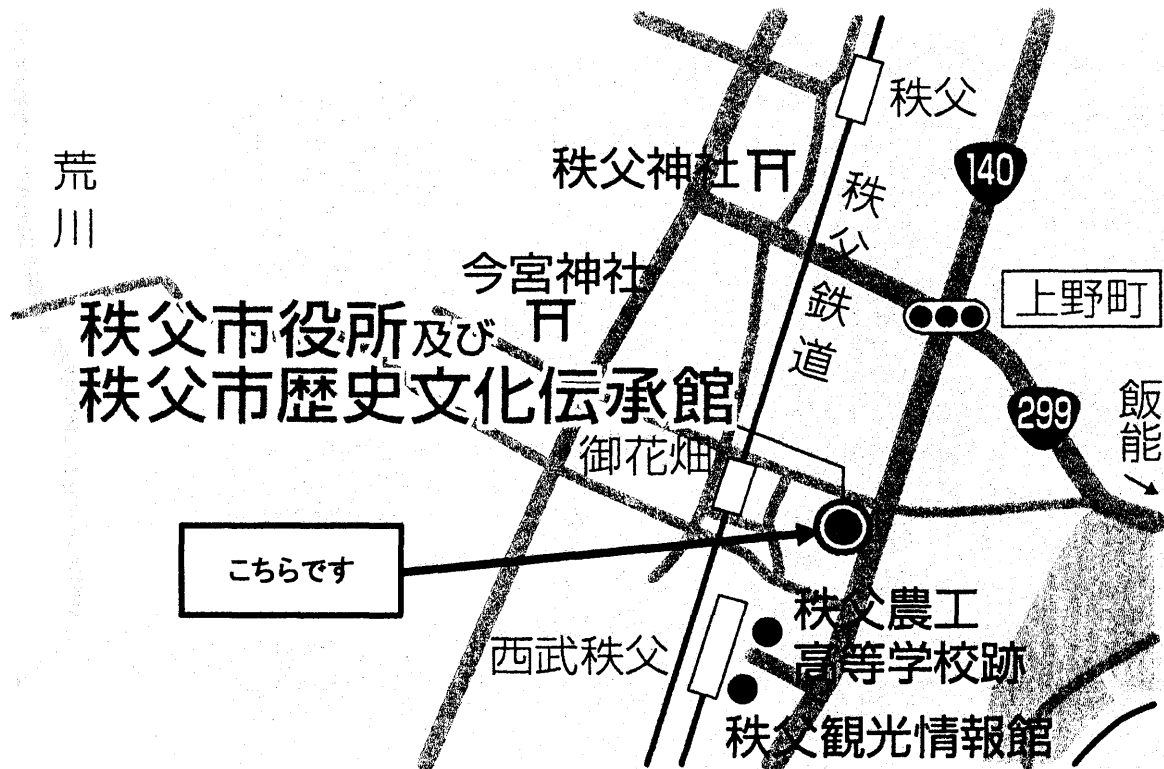 秩父
140
秩父神社
秩父鉄道
荒川
今宮神社
上野町
秩父市役所及び
秩父市歴史文化伝承館
299
飯能
御花畑
こちらです
秩父農工
高等学校跡
西武秩父
秩父観光情報館